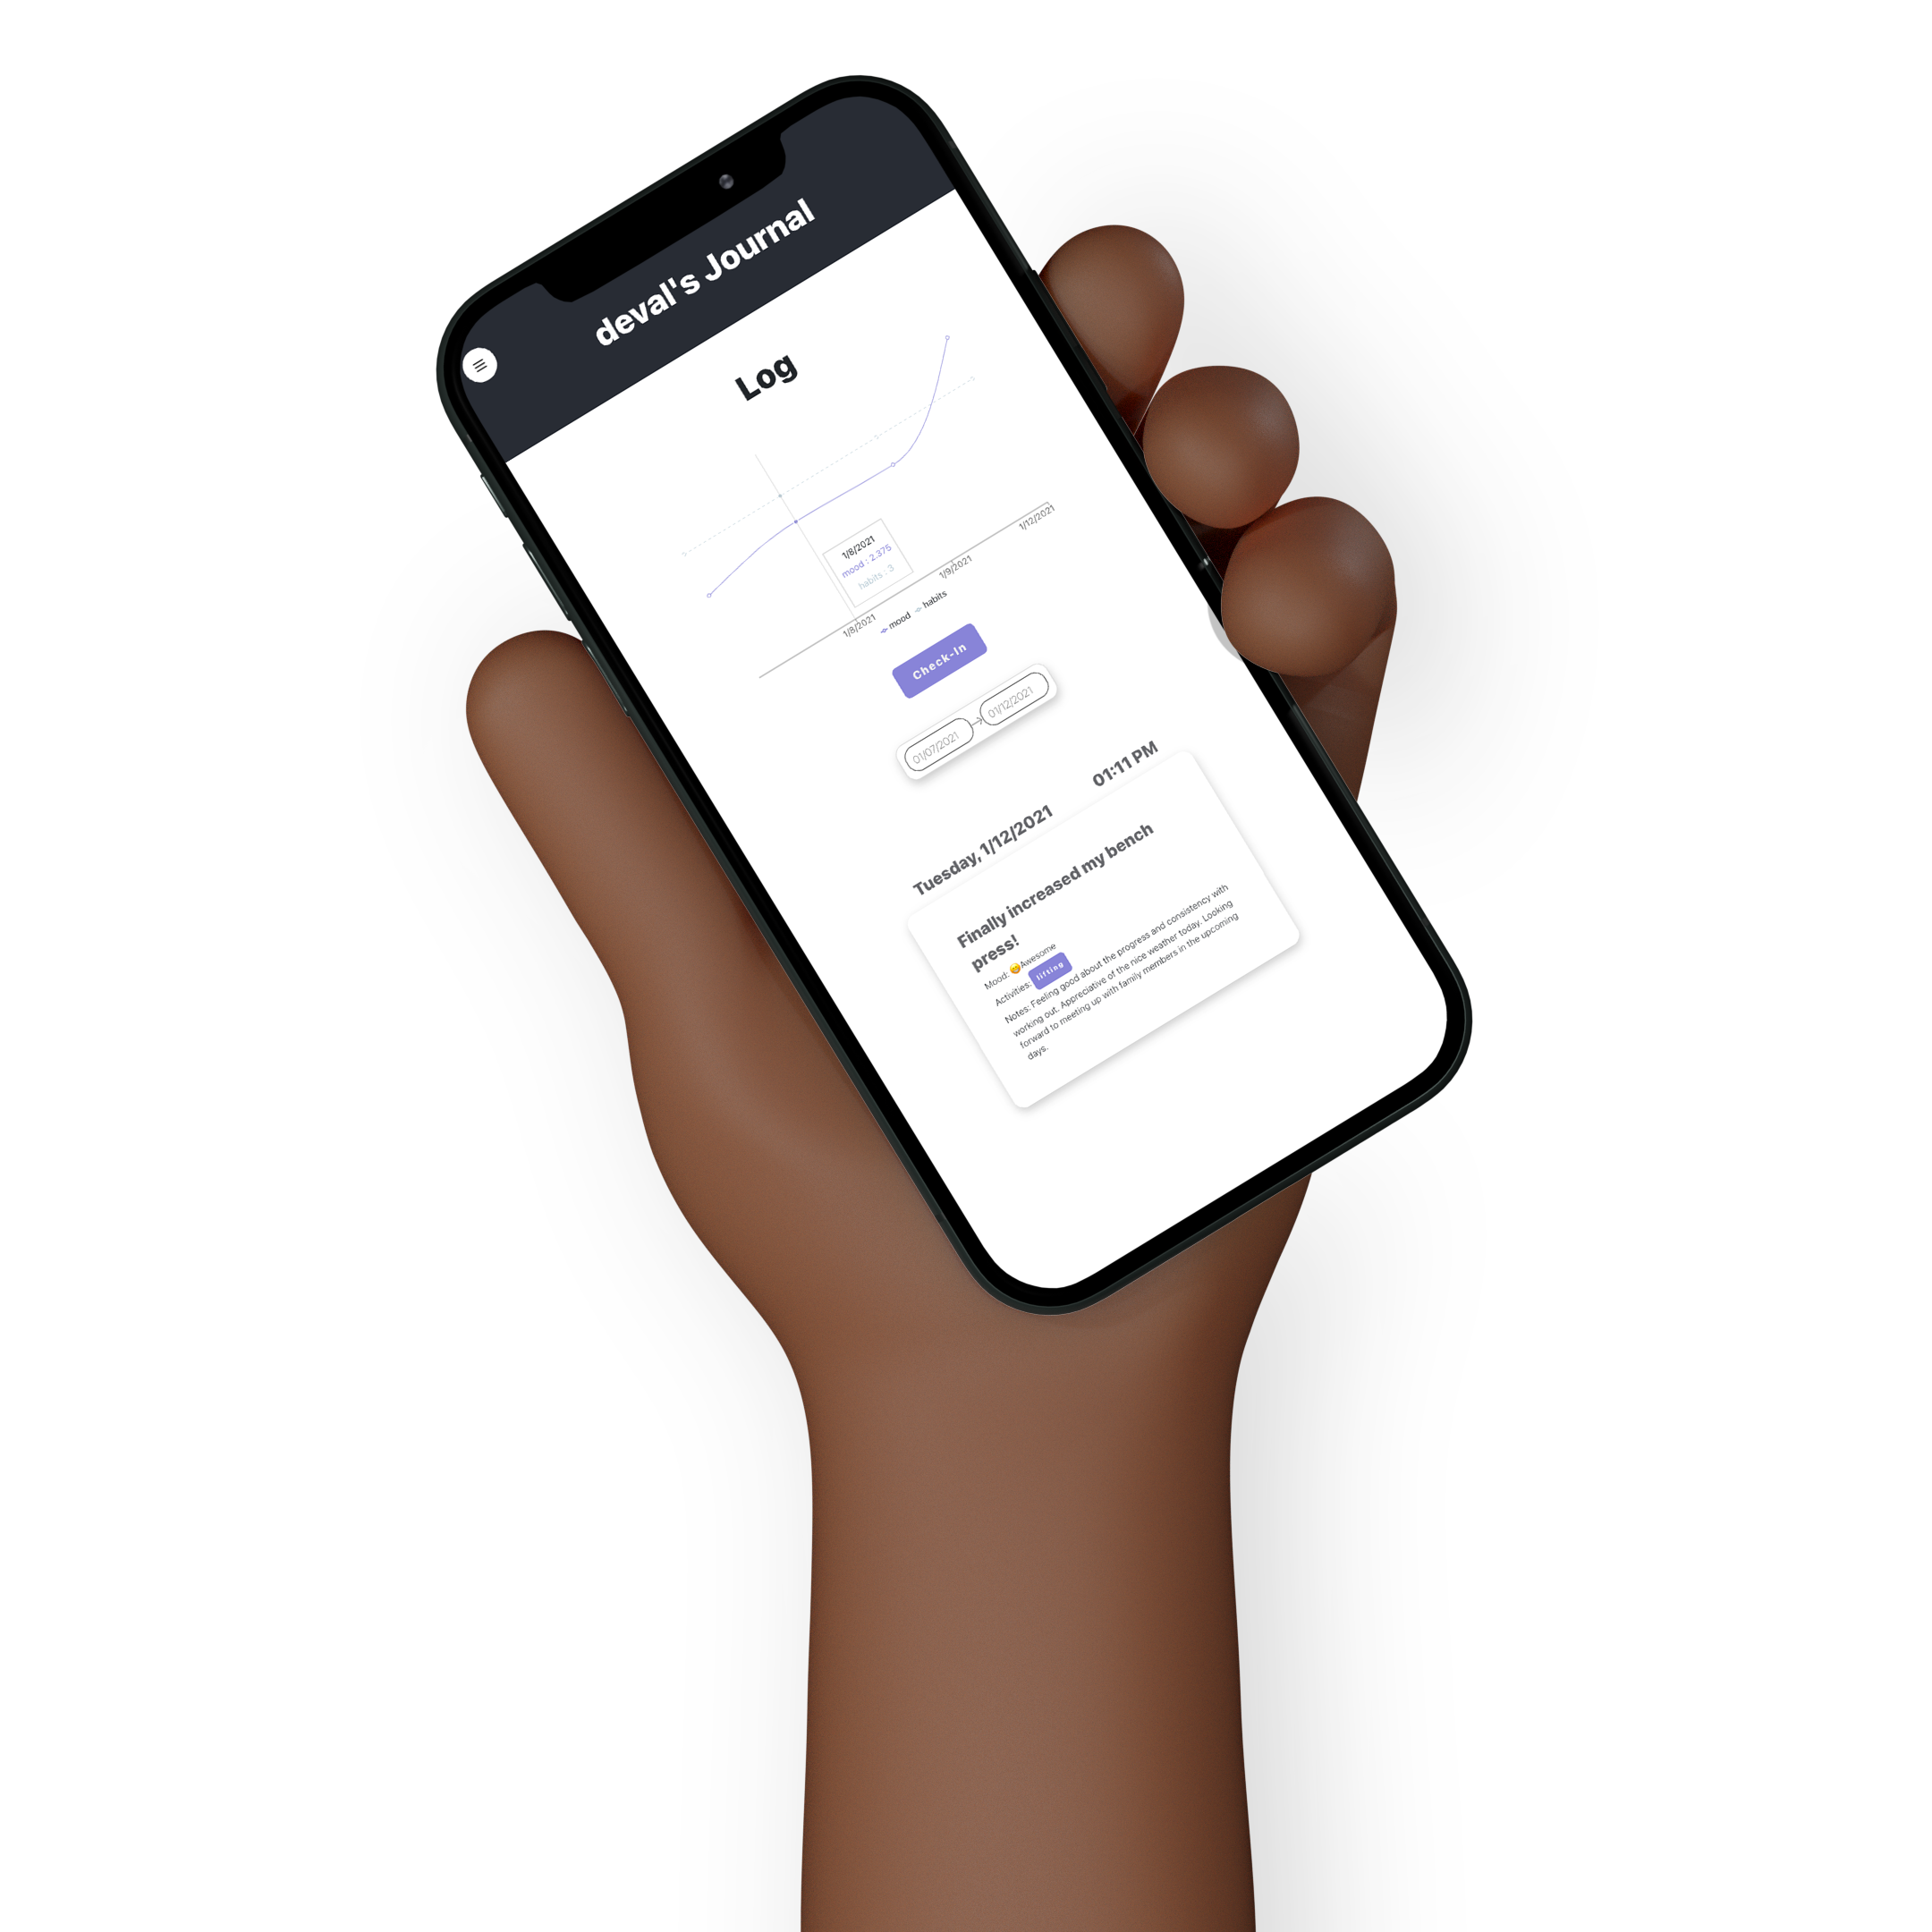 deval's Journal
Log
1/8/2021
mood : 2.375
habits : 3
1/8/2021
1/9/2021
1/12/2021
mood habits
Check-In
01/07/2021
01/12/2021
Tuesday, 1/12/2021
01:11 PM
Finally increased my bench
press!
Mood: 😄Awesome
Activities: lifting
Notes: Feeling good about the progress and consistency with
working out. Appreciative of the nice weather today. Looking
forward to meeting up with family members in the upcoming
days.